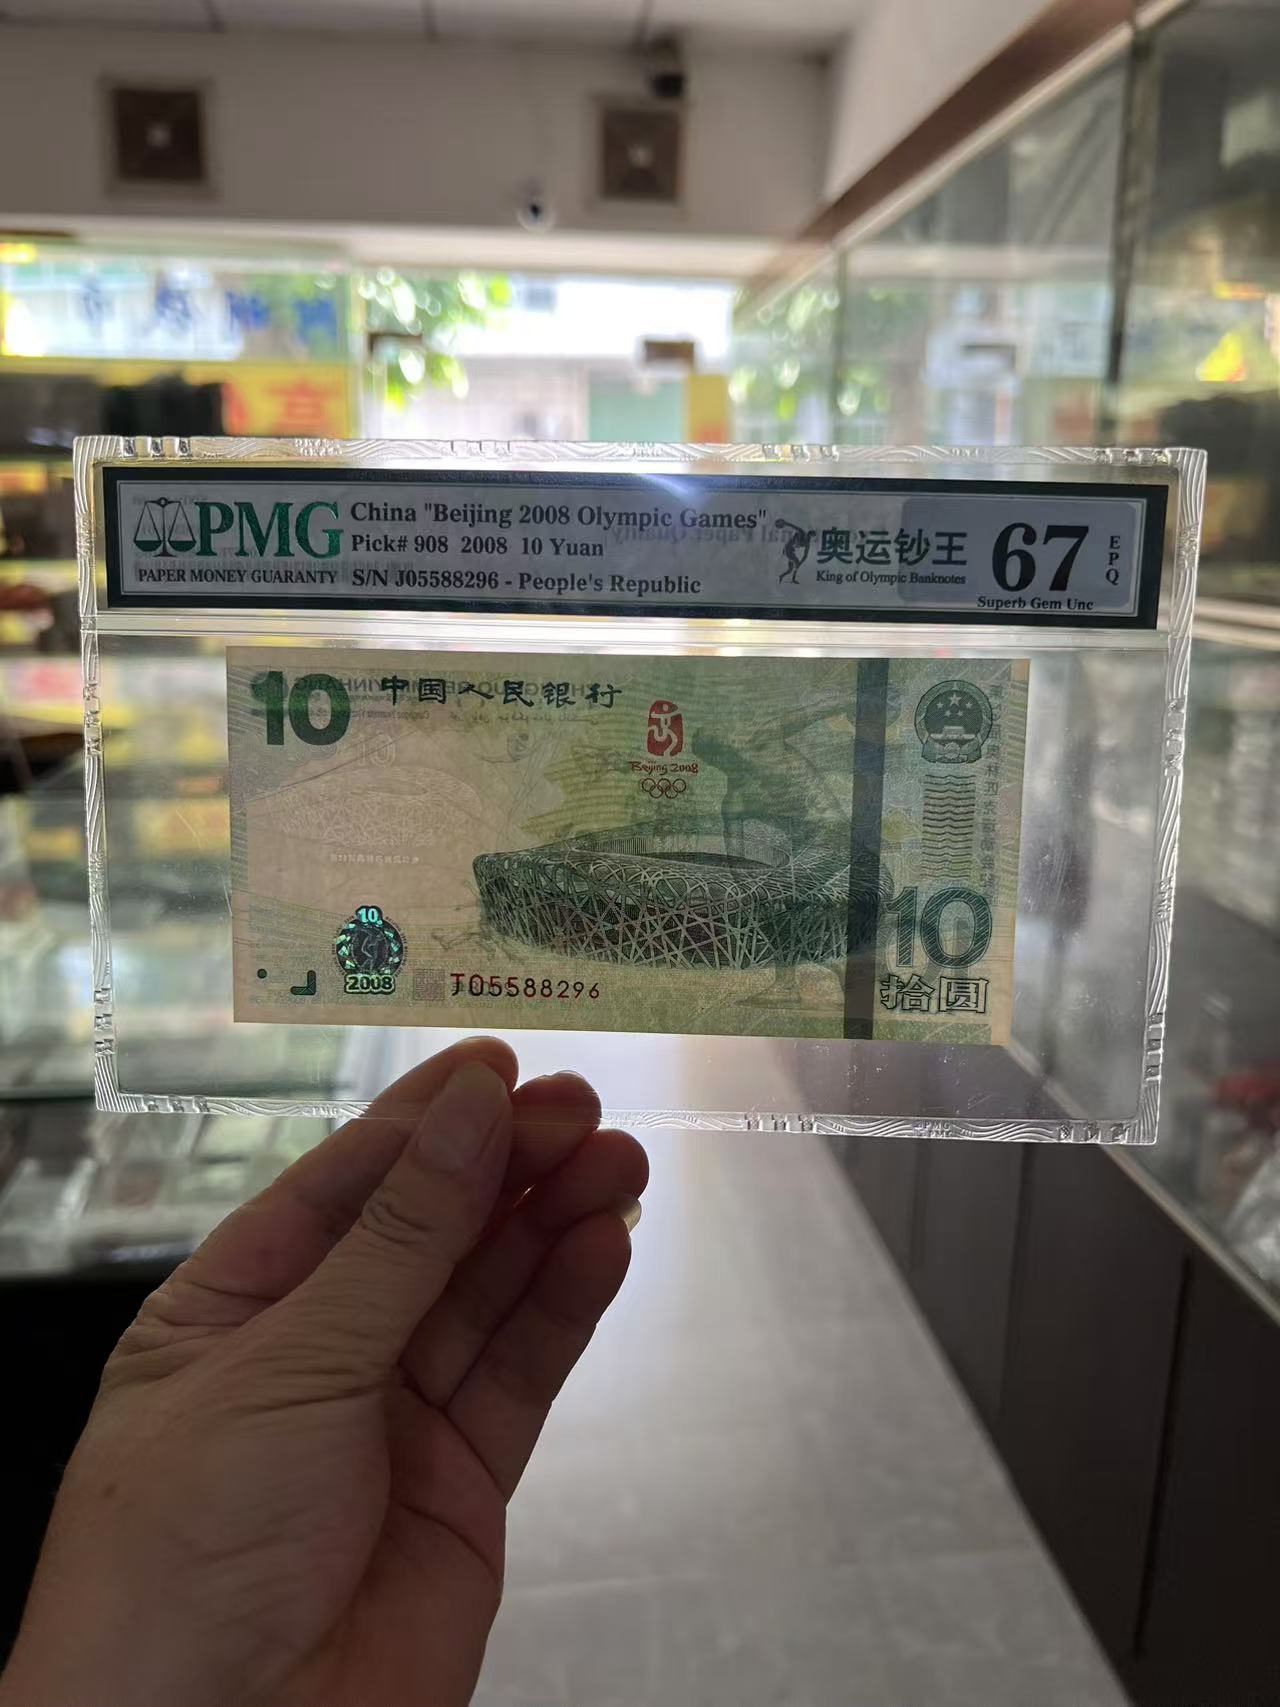 PMG
PAPER MONEY GUARANTY
China "Beijing 2008 Olympic Games"
Pick# 908 2008 10 Yuan
S/N J05588296 - People's Republic
奥运钞王
King of Olympic Banknotes
67
EPQ
Superb Gem Unc
10
中国人民银行
Beijing 2008
10
2008
J05588296
10
拾圆
PMG